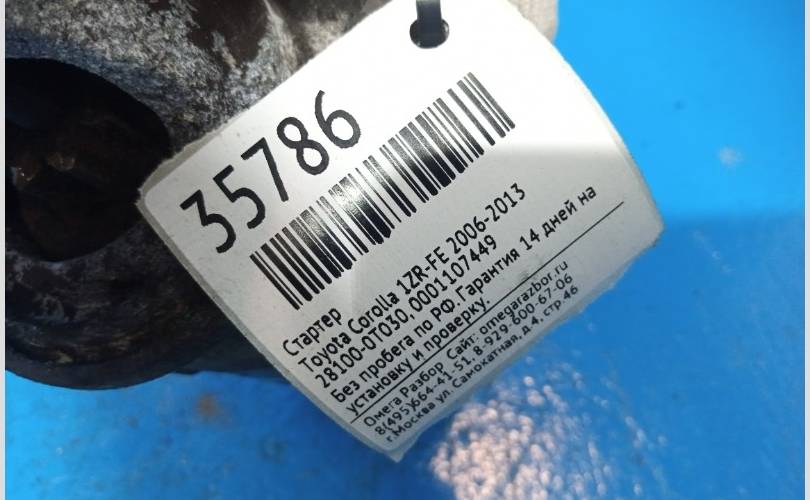 35786
Стартер
Toyota Corolla 1ZR-FE 2006-2013
28100-0T030, 0001107449
Без пробега по РФ.Гарантия 14 дней на
установку и проверку.
Омега Разбор Сайт: omegarazbor.ru
8(495)664-41-51, 8-929-600-67-06
г.Москва ул. Самокатная, д 4, стр.46